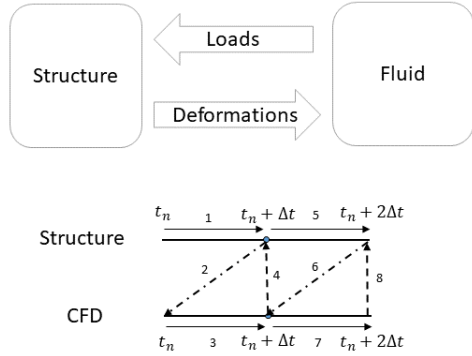 Loads
Structure
Fluid
Deformations
t_n 1 t_n + Δt 5 t_n + 2Δt
Structure
2 4 6 8
CFD
t_n 3 t_n + Δt 7 t_n + 2Δt